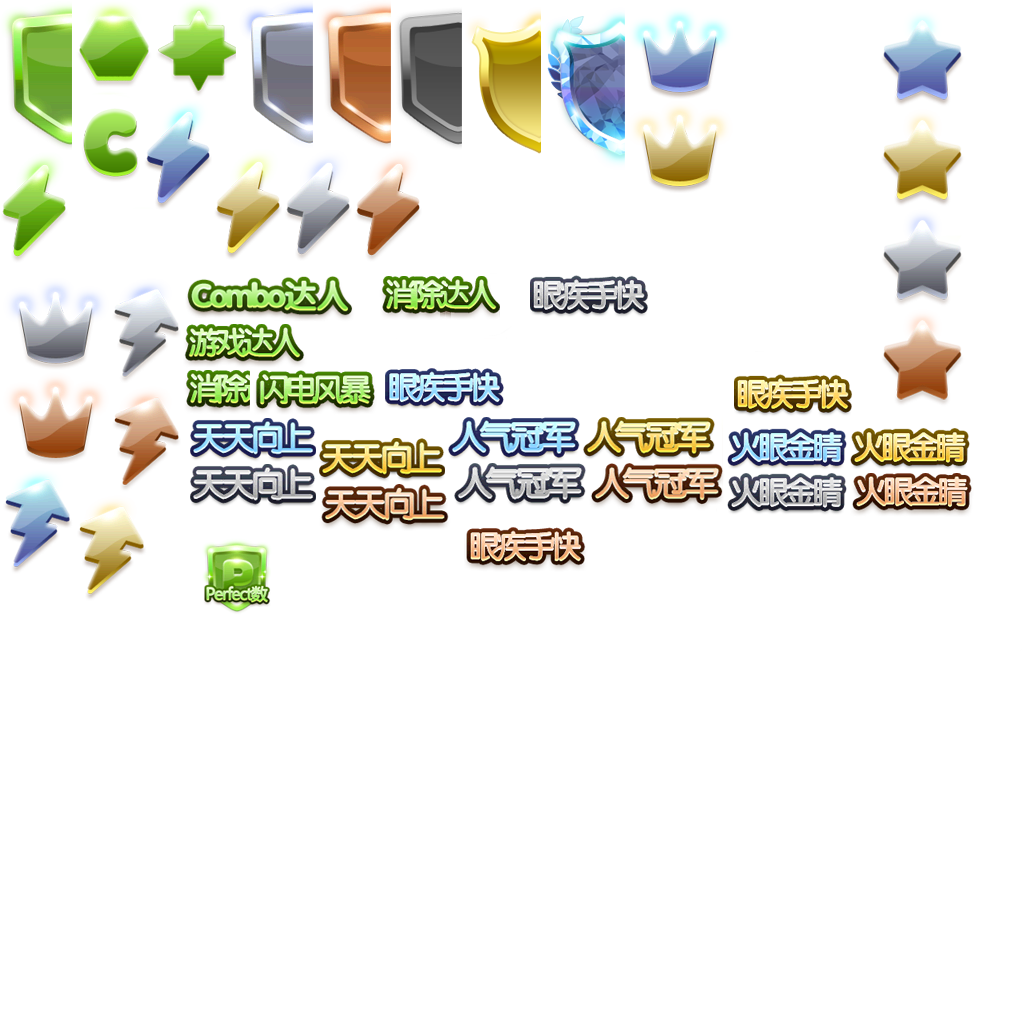 Combo达人
消除达人
眼疾手快
游戏达人
消除
闪电风暴
眼疾手快
眼疾手快
天天向上
天天向上
人气冠军
人气冠军
火眼金晴
火眼金晴
天天向上
天天向上
人气冠军
人气冠军
火眼金晴
火眼金晴
眼疾手快
P
Perfect数